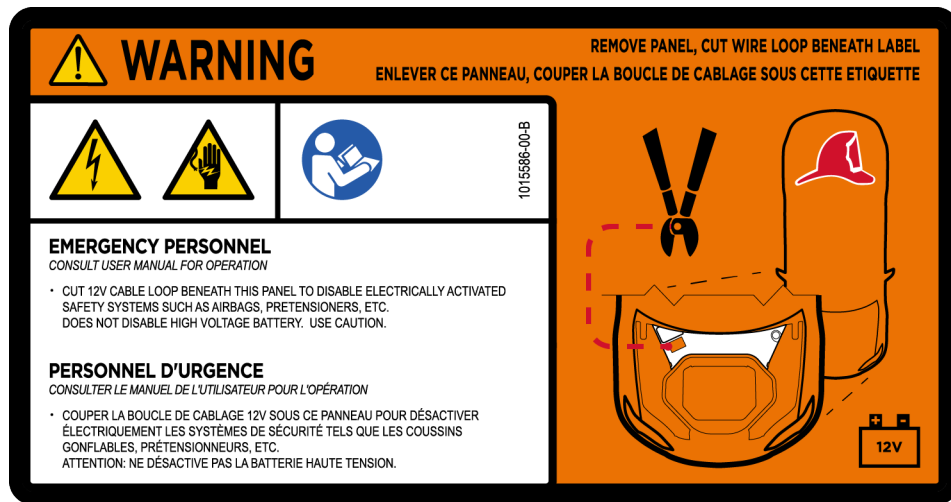 WARNING
REMOVE PANEL, CUT WIRE LOOP BENEATH LABEL
ENLEVER CE PANNEAU, COUPER LA BOUCLE DE CABLAGE SOUS CETTE ETIQUETTE
10155586-00-B
EMERGENCY PERSONNEL
CONSULT USER MANUAL FOR OPERATION
• CUT 12V CABLE LOOP BENEATH THIS PANEL TO DISABLE ELECTRICALLY ACTIVATED
SAFETY SYSTEMS SUCH AS AIRBAGS, PRETENSIONERS, ETC.
DOES NOT DISABLE HIGH VOLTAGE BATTERY. USE CAUTION.
PERSONNEL D'URGENCE
CONSULTER LE MANUEL DE L'UTILISATEUR POUR L'OPÉRATION
• COUPER LA BOUCLE DE CABLAGE 12V SOUS CE PANNEAU POUR DÉSACTIVER
ÉLECTRIQUEMENT LES SYSTÈMES DE SÉCURITÉ TELS QUE LES COUSSINS
GONFLABLES, PRÉTENSIONNEURS, ETC.
ATTENTION: NE DÉSACTIVE PAS LA BATTERIE HAUTE TENSION.
12V